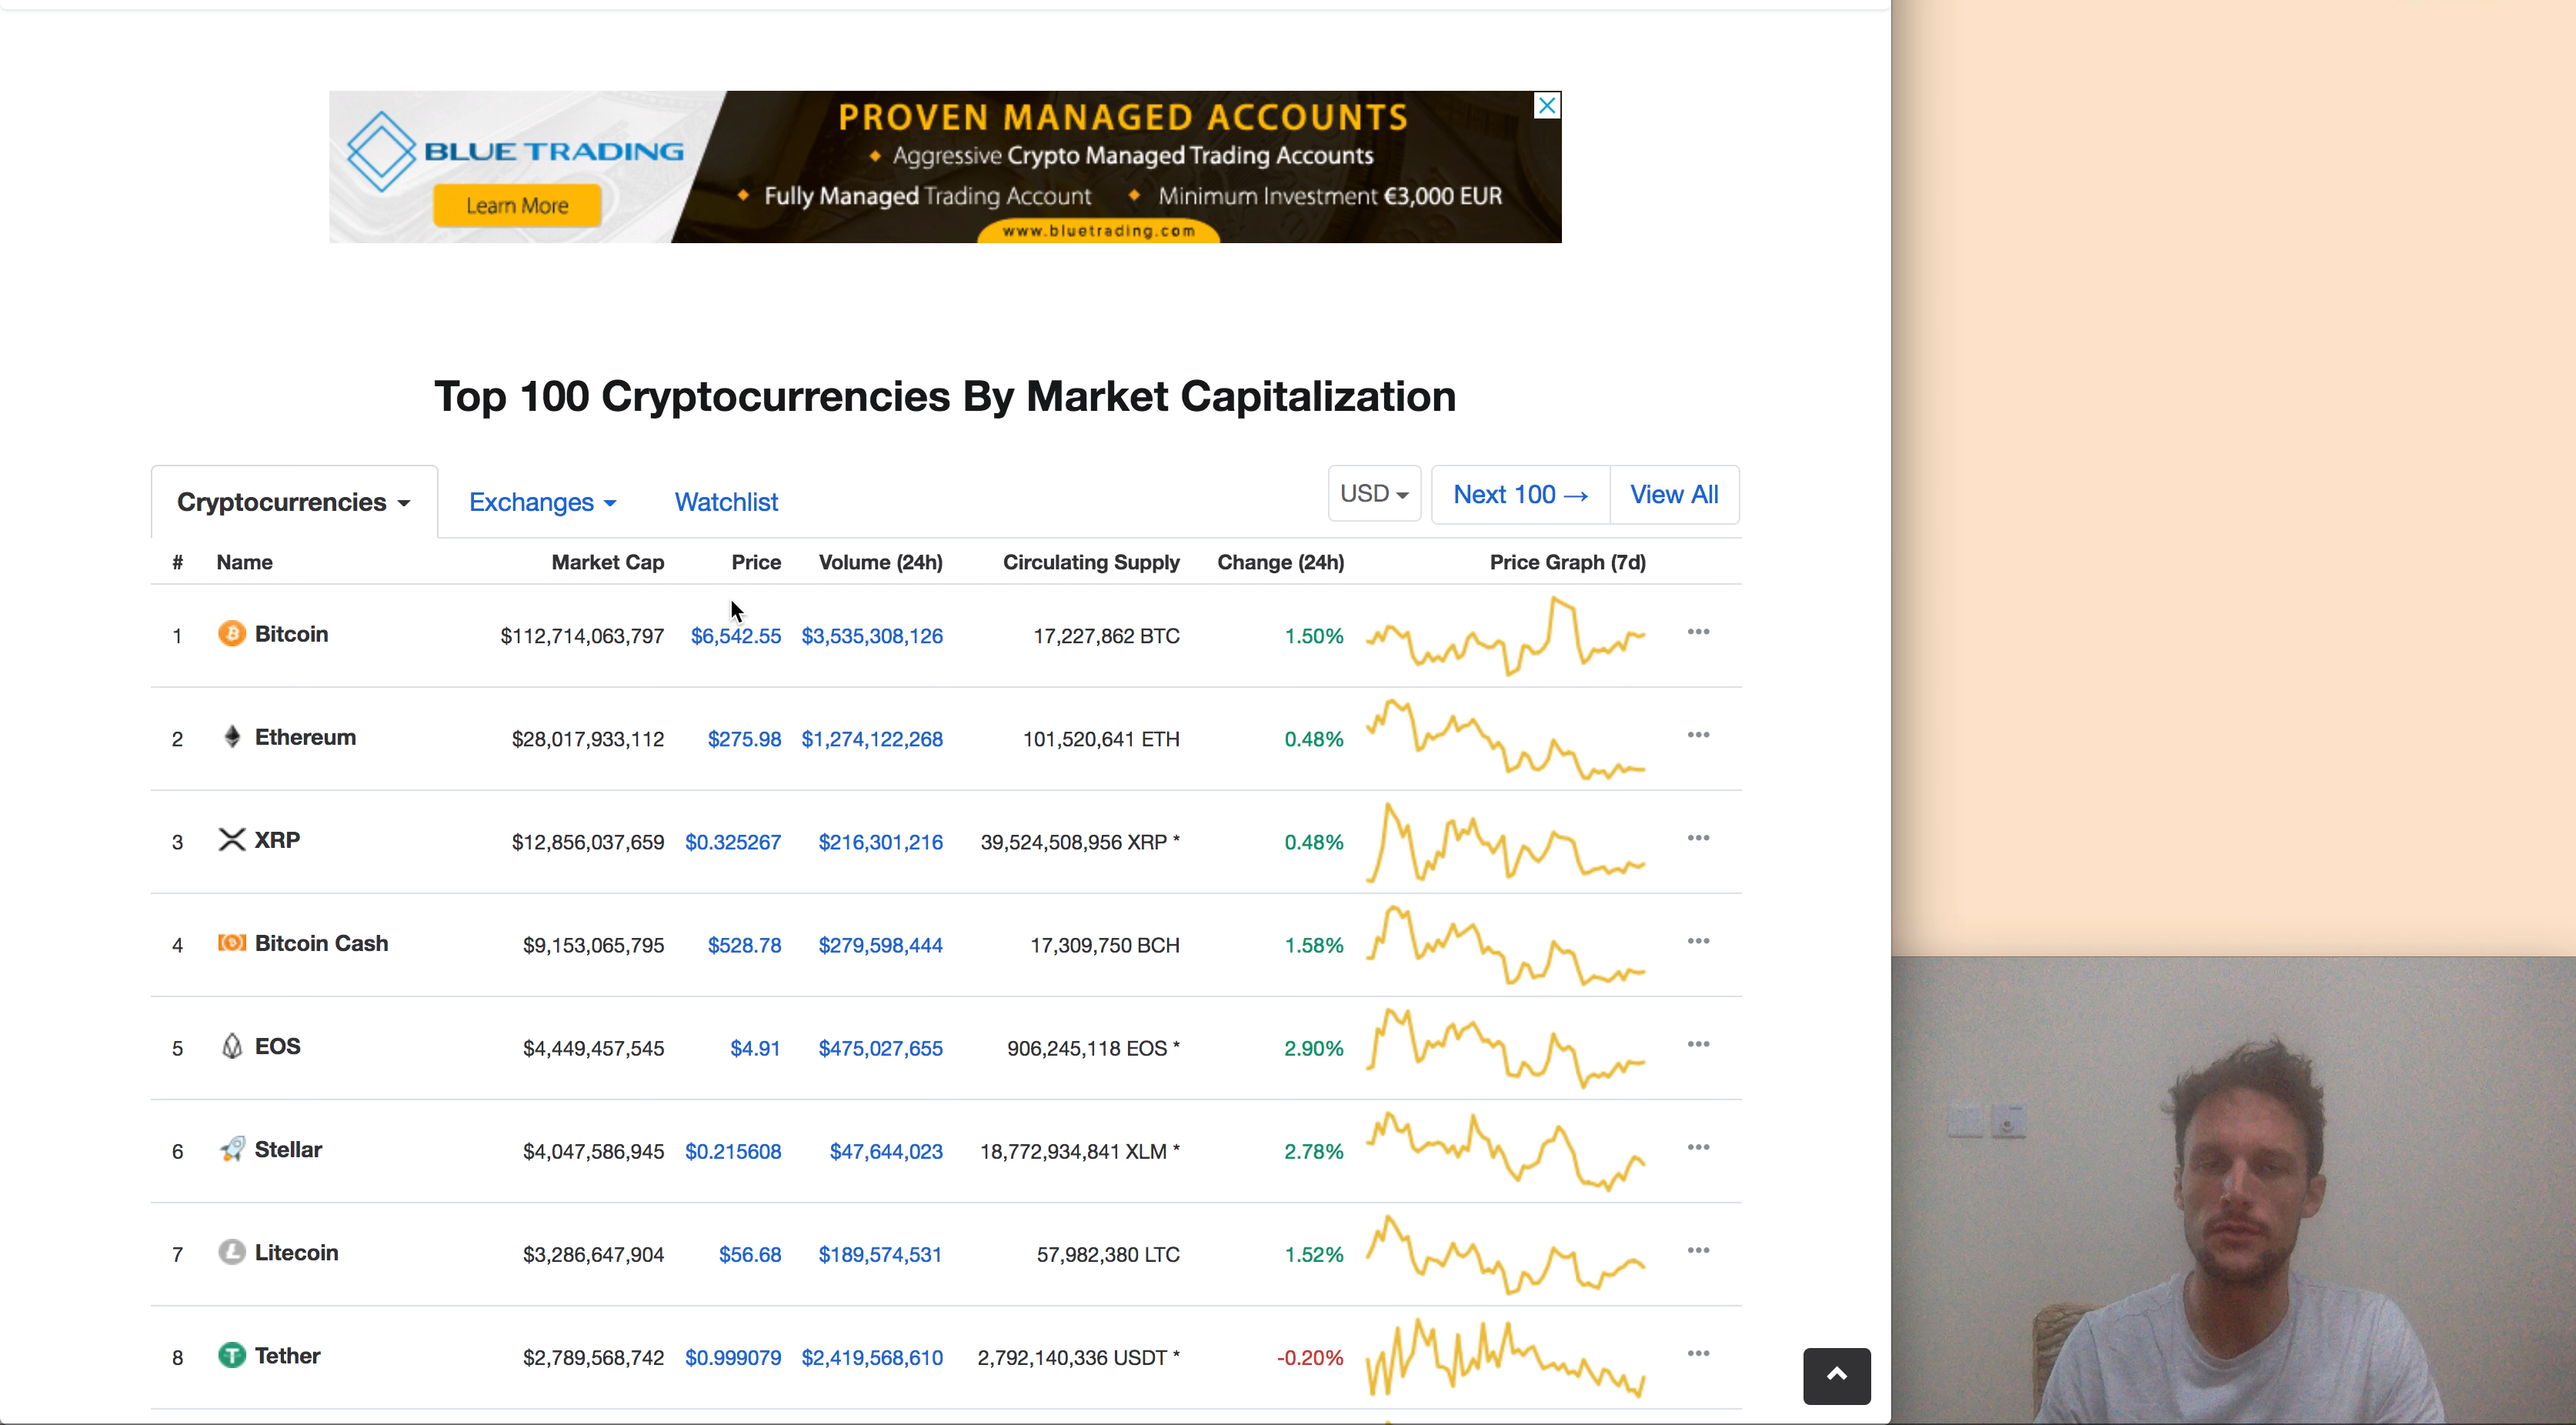 BLUE TRADING
Learn More
PROVEN MANAGED ACCOUNTS
Aggressive Crypto Managed Trading Accounts
Fully Managed Trading Account Minimum Investment €3,000 EUR
www.bluetrading.com
Top 100 Cryptocurrencies By Market Capitalization
Cryptocurrencies Exchanges Watchlist USD Next 100 → View All
# Name Market Cap Price Volume (24h) Circulating Supply Change (24h) Price Graph (7d)
1 Bitcoin $112,714,063,797 $6,542.55 $3,535,308,126 17,227,862 BTC 1.50%
2 Ethereum $28,017,933,112 $275.98 $1,274,122,268 101,520,641 ETH 0.48%
3 XRP $12,856,037,659 $0.325267 $216,301,216 39,524,508,956 XRP * 0.48%
4 Bitcoin Cash $9,153,065,795 $528.78 $279,598,444 17,309,750 BCH 1.58%
5 EOS $4,449,457,545 $4.91 $475,027,655 906,245,118 EOS * 2.90%
6 Stellar $4,047,586,945 $0.215608 $47,644,023 18,772,934,841 XLM * 2.78%
7 Litecoin $3,286,647,904 $56.68 $189,574,531 57,982,380 LTC 1.52%
8 Tether $2,789,568,742 $0.999079 $2,419,568,610 2,792,140,336 USDT * -0.20%